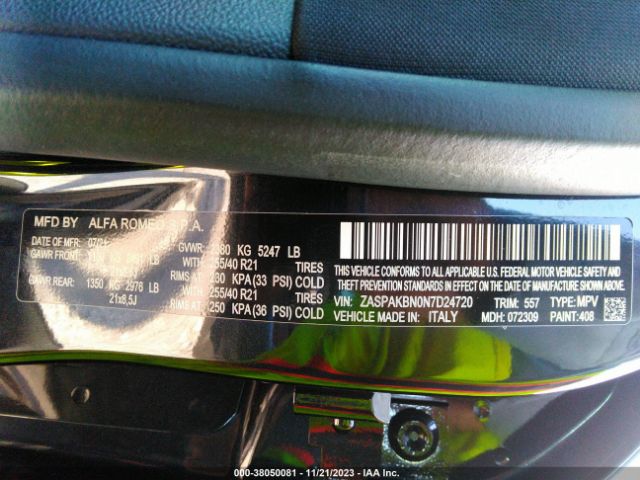 MFD BY ALFA ROMEO S.P.A.
DATE OF MFR: 07/21 GVWR: 2380 KG 5247 LB
GAWR FRONT: LB WITH 255/40 R21 TIRES
RIMS AT 230 KPA (33 PSI) COLD
GAWR REAR: 1350 KG 2976 LB WITH 255/40 R21 TIRES
21x8,5J RIMS AT 250 KPA (36 PSI) COLD
THIS VEHICLE CONFORMS TO ALL APPLICABLE
U.S.A. FEDERAL MOTOR VEHICLE SAFETY, BUMPER AND
THEFT PREVENTION STANDARDS IN EFFECT ON THE DATE
OF MANUFACTURE SHOWN ABOVE.
VIN: ZASPAKBN0N7D24720 TRIM: 557 TYPE: MPV
VEHICLE MADE IN: ITALY MDH: 072309 PAINT: 408
000-38050081 - 11/21/2023 - IAA Inc.